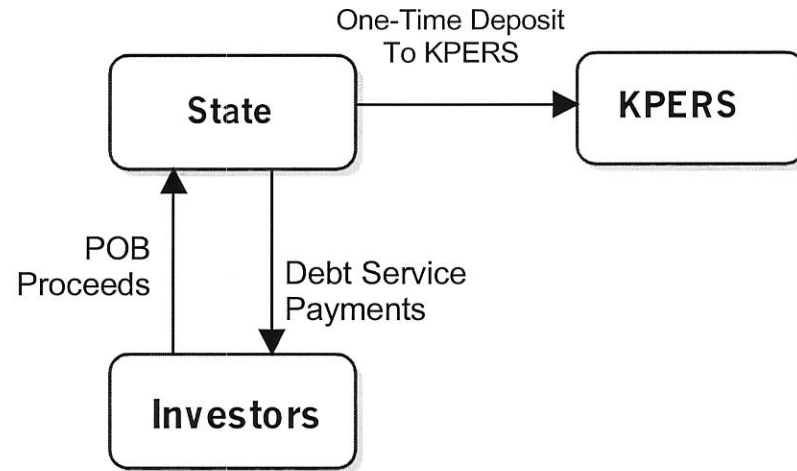 One-Time Deposit
To KPERS
State
KPERS
POB
Proceeds
Debt Service
Payments
Investors